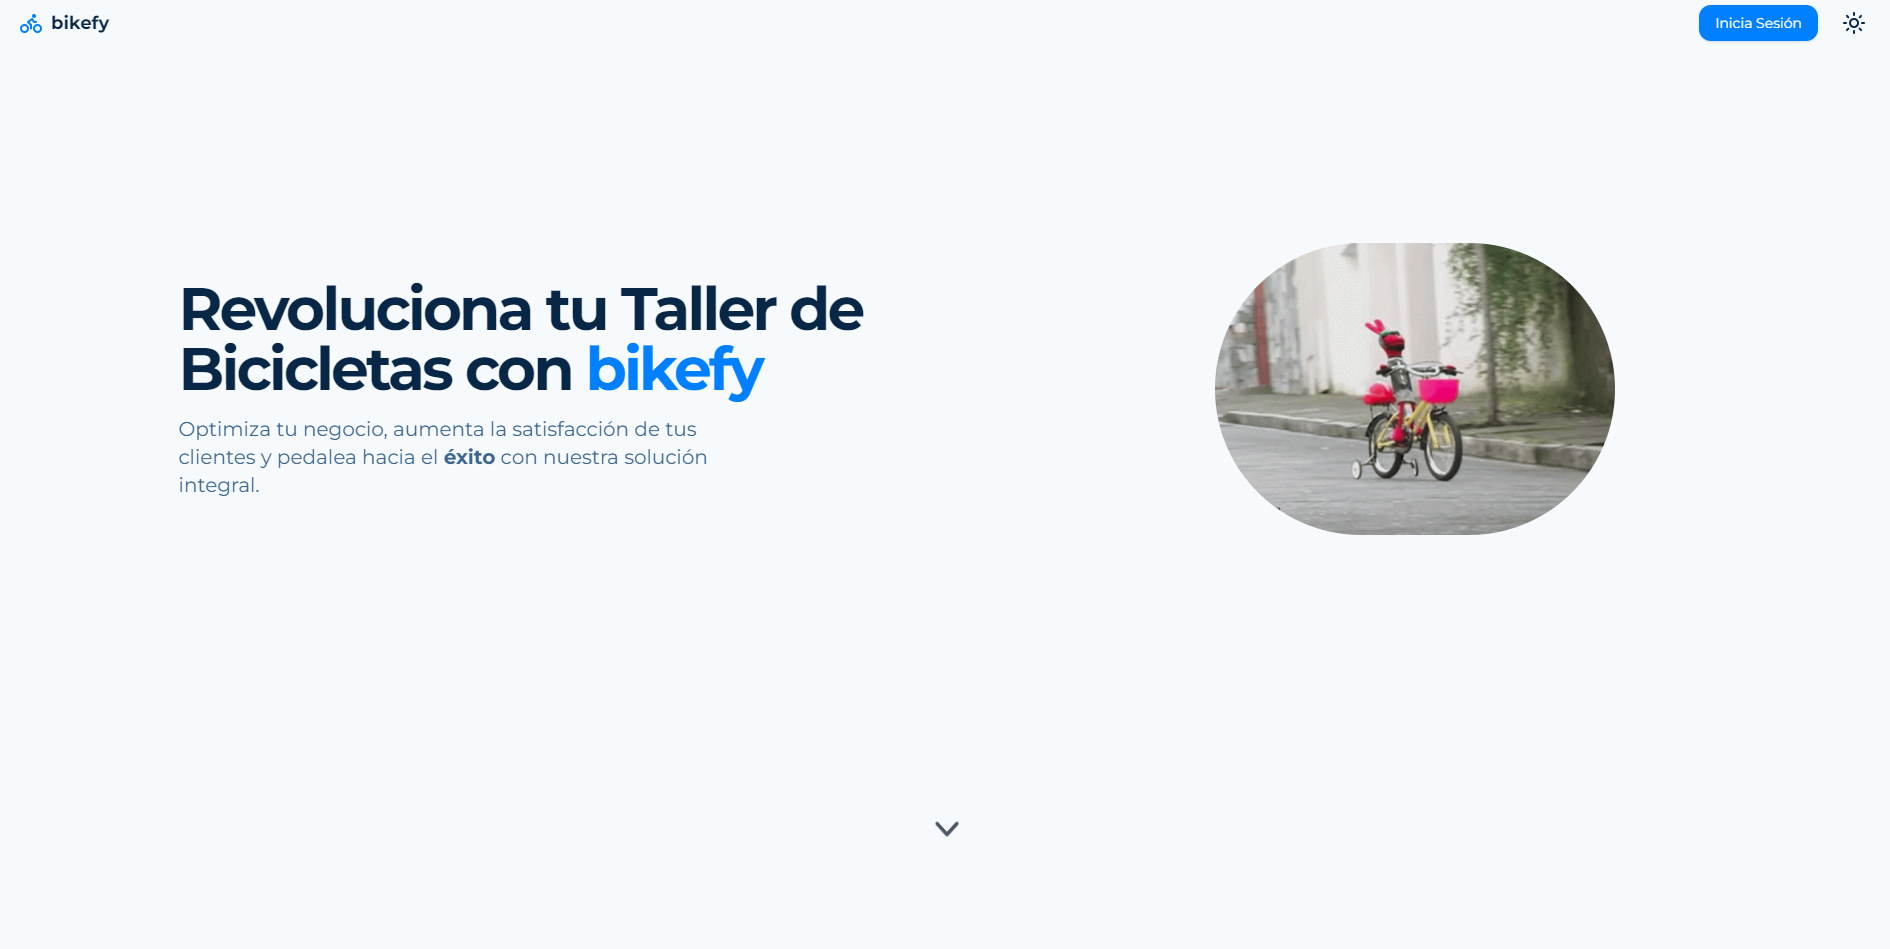 bikefy
Inicia Sesión
Revoluciona tu Taller de
Bicicletas con bikefy
Optimiza tu negocio, aumenta la satisfacción de tus
clientes y pedalea hacia el éxito con nuestra solución
integral.